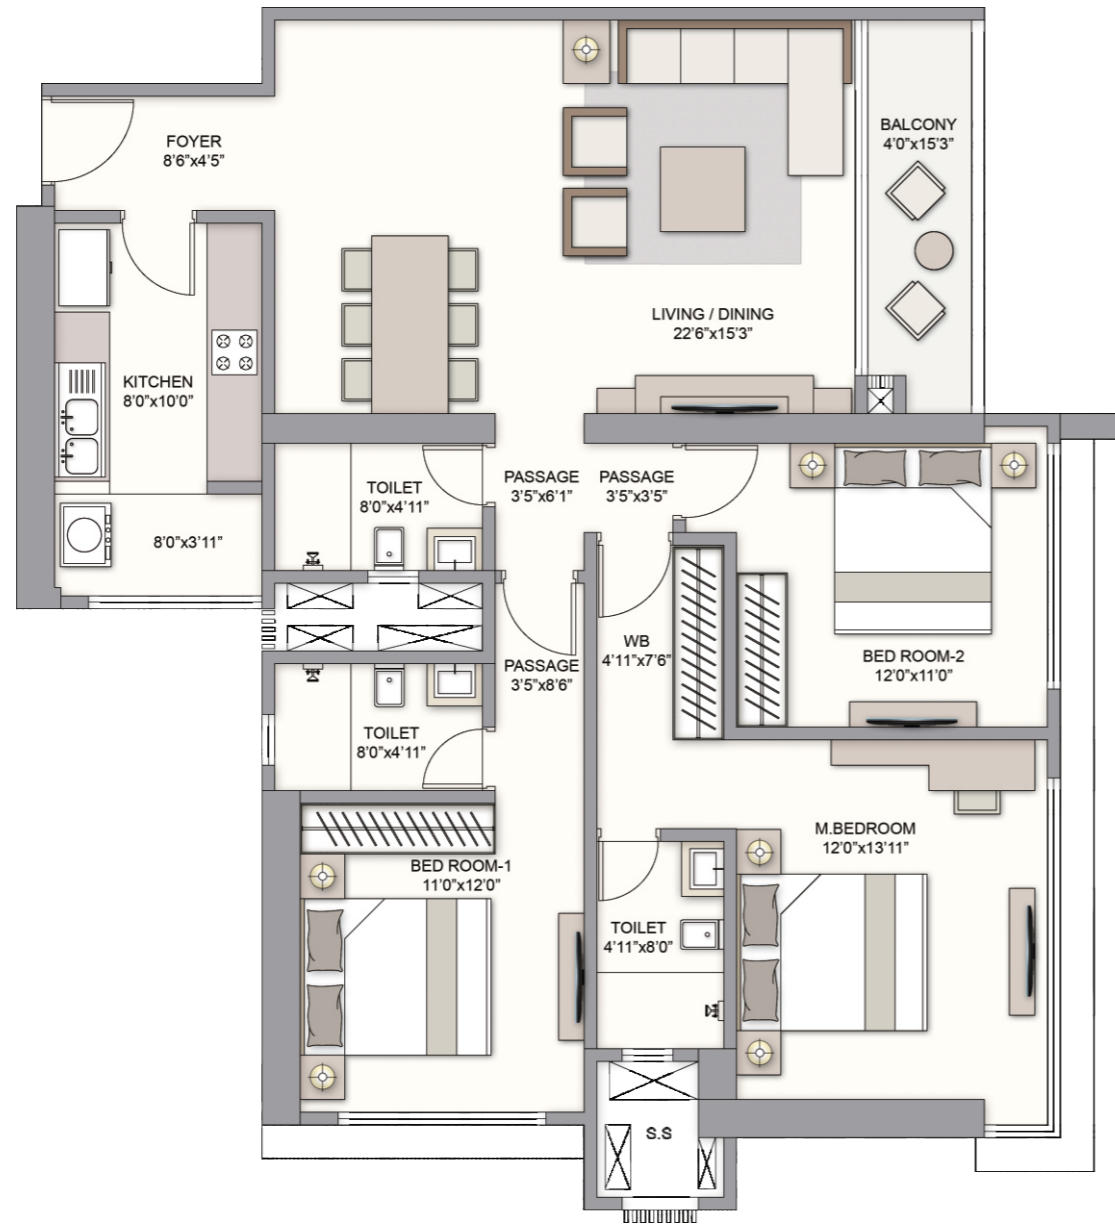 FOYER
8’6”x4’5”
BALCONY
4’0”x15’3”
LIVING / DINING
22’6”x15’3”
KITCHEN
8’0”x10’0”
TOILET
8’0”x4’11”
PASSAGE
3’5”x6’1”
PASSAGE
3’5”x3’5”
8’0”x3’11”
WB
4’11”x7’6”
PASSAGE
3’5”x8’6”
BED ROOM-2
12’0”x11’0”
TOILET
8’0”x4’11”
M.BEDROOM
12’0”x13’11”
BED ROOM-1
11’0”x12’0”
TOILET
4’11”x8’0”
S.S